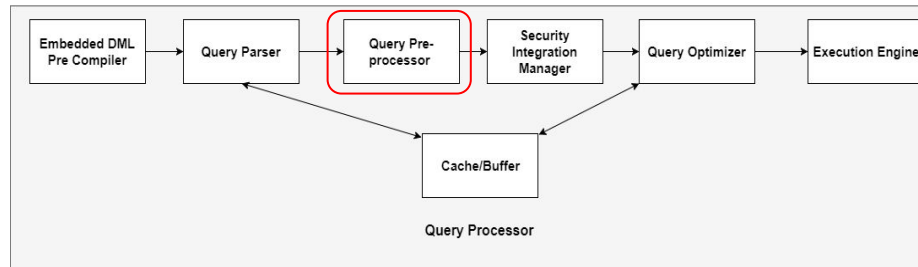 Embedded DML
Pre Compiler
Query Parser
Query Pre-
processor
Security
Integration
Manager
Query Optimizer
Execution Engine
Cache/Buffer
Query Processor